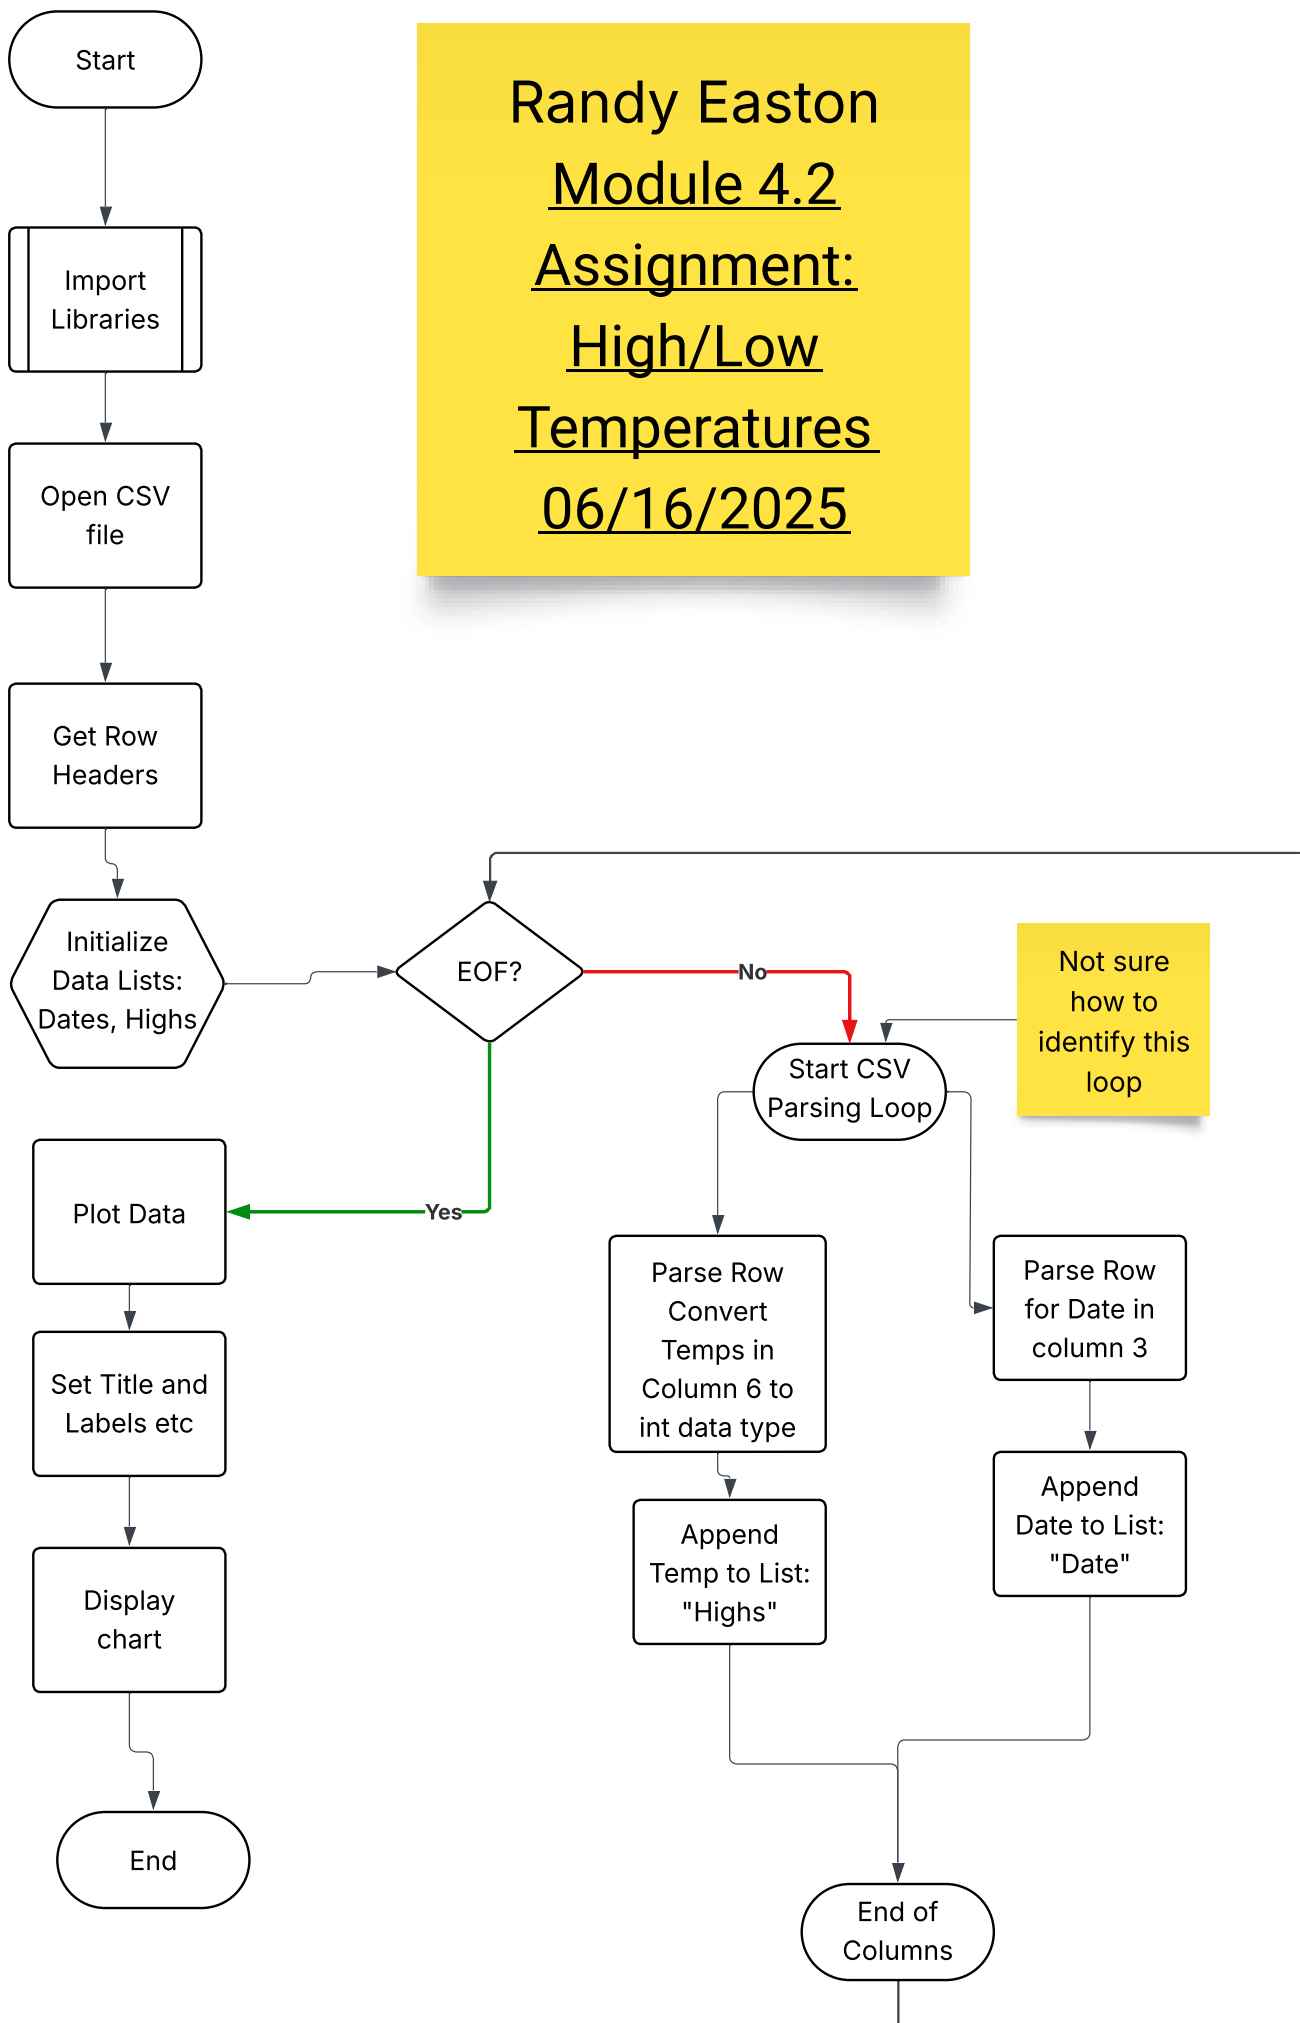 Start
Randy Easton
Module 4.2
Assignment:
High/Low
Temperatures
06/16/2025
Import
Libraries
Open CSV
file
Get Row
Headers
Initialize
Data Lists:
Dates, Highs
EOF?
No
Yes
Not sure
how to
identify this
loop
Start CSV
Parsing Loop
Plot Data
Set Title and
Labels etc
Display
chart
End
Parse Row
Convert
Temps in
Column 6 to
int data type
Append
Temp to List:
"Highs"
Parse Row
for Date in
column 3
Append
Date to List:
"Date"
End of
Columns